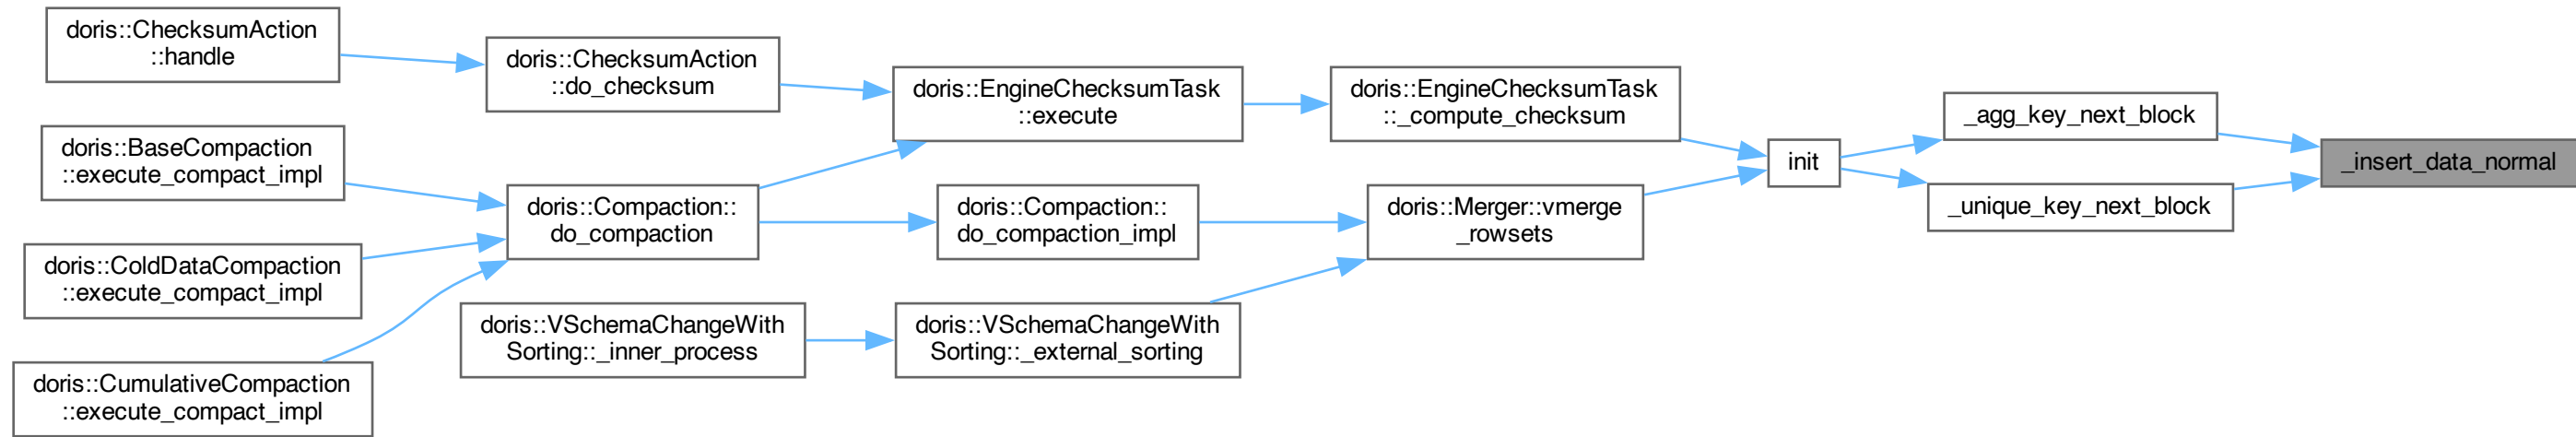 doris::ChecksumAction
::handle
doris::BaseCompaction
::execute_compact_impl
doris::ColdDataCompaction
::execute_compact_impl
doris::CumulativeCompaction
::execute_compact_impl
doris::ChecksumAction
::do_checksum
doris::Compaction::
do_compaction
doris::VSchemaChangeWith
Sorting::_inner_process
doris::EngineChecksumTask
::execute
doris::Compaction::
do_compaction_impl
doris::VSchemaChangeWith
Sorting::_external_sorting
doris::EngineChecksumTask
::_compute_checksum
doris::Merger::vmerge
_rowsets
init
_agg_key_next_block
_unique_key_next_block
_insert_data_normal